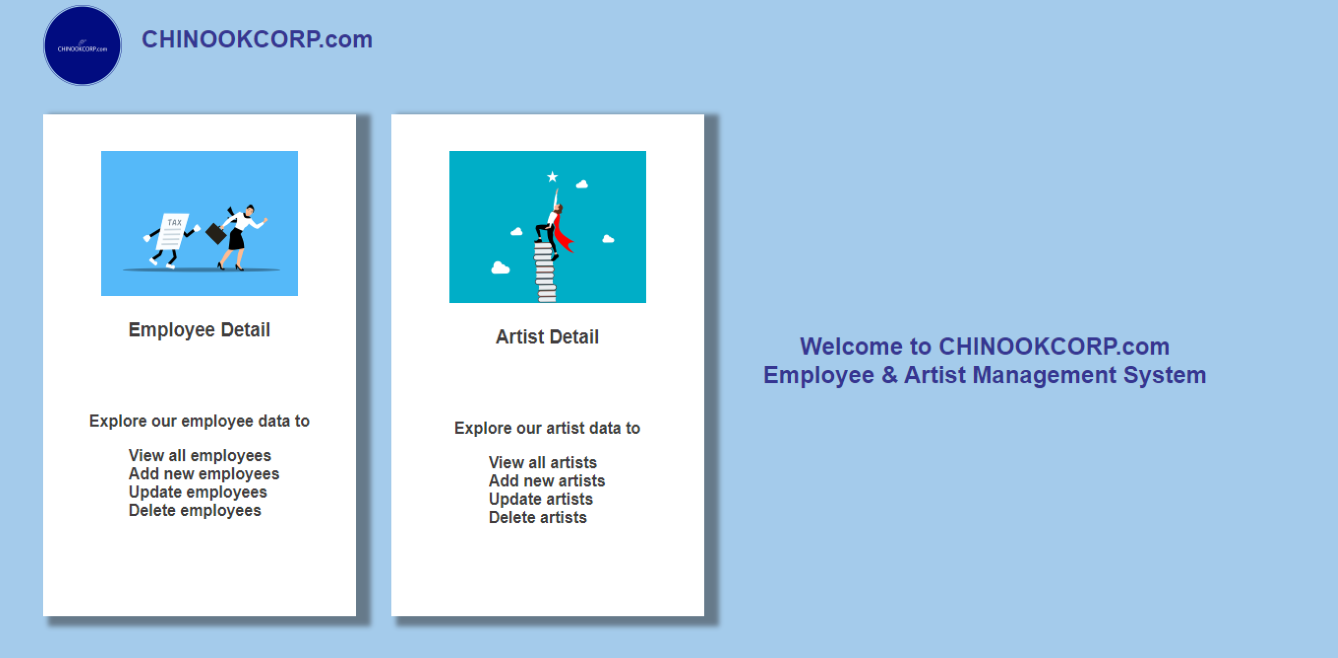 CHINOOKCORP.com
CHINOOKCORP.com
TAX
Employee Detail
Explore our employee data to
View all employees
Add new employees
Update employees
Delete employees
Artist Detail
Explore our artist data to
View all artists
Add new artists
Update artists
Delete artists
Welcome to CHINOOKCORP.com
Employee & Artist Management System